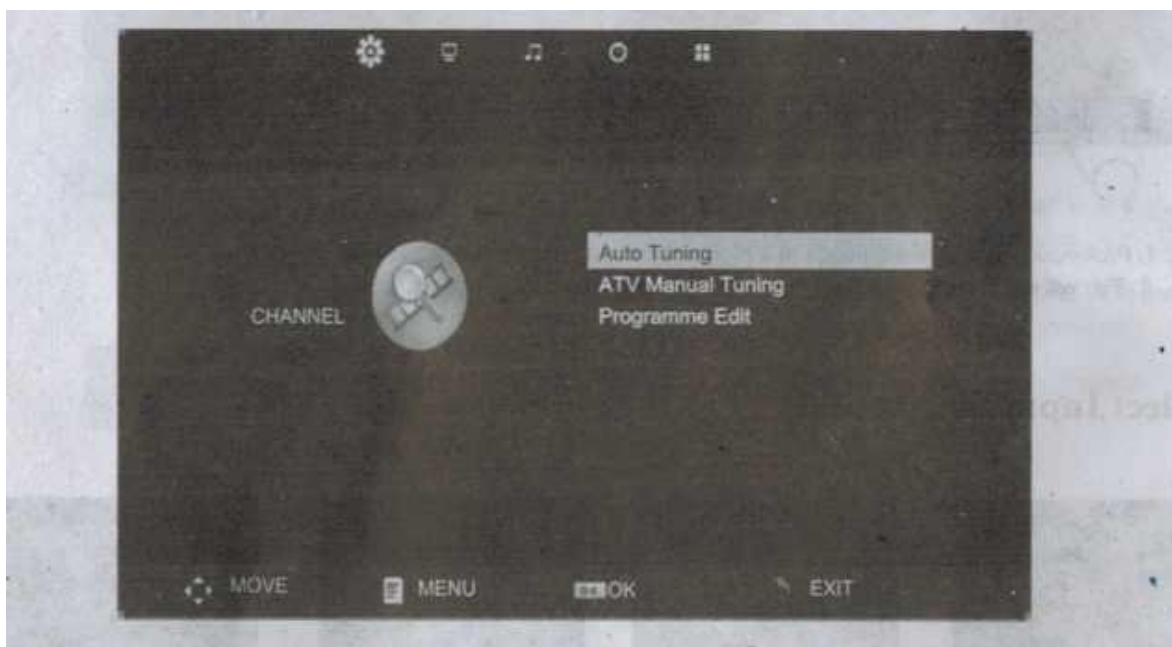 Auto Tuning
ATV Manual Tuning
CHANNEL
Programme Edit
MOVE MENU OK EXIT